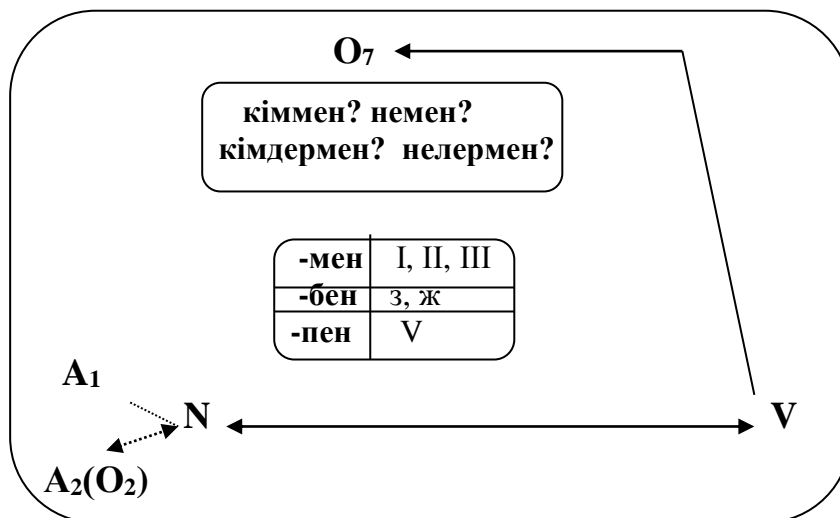 O₇
кіммен? немен?
кімдермен? нелермен?
-мен I, II, III
-бен з, ж
-пен V
A₁
N V
A₂(O₂)